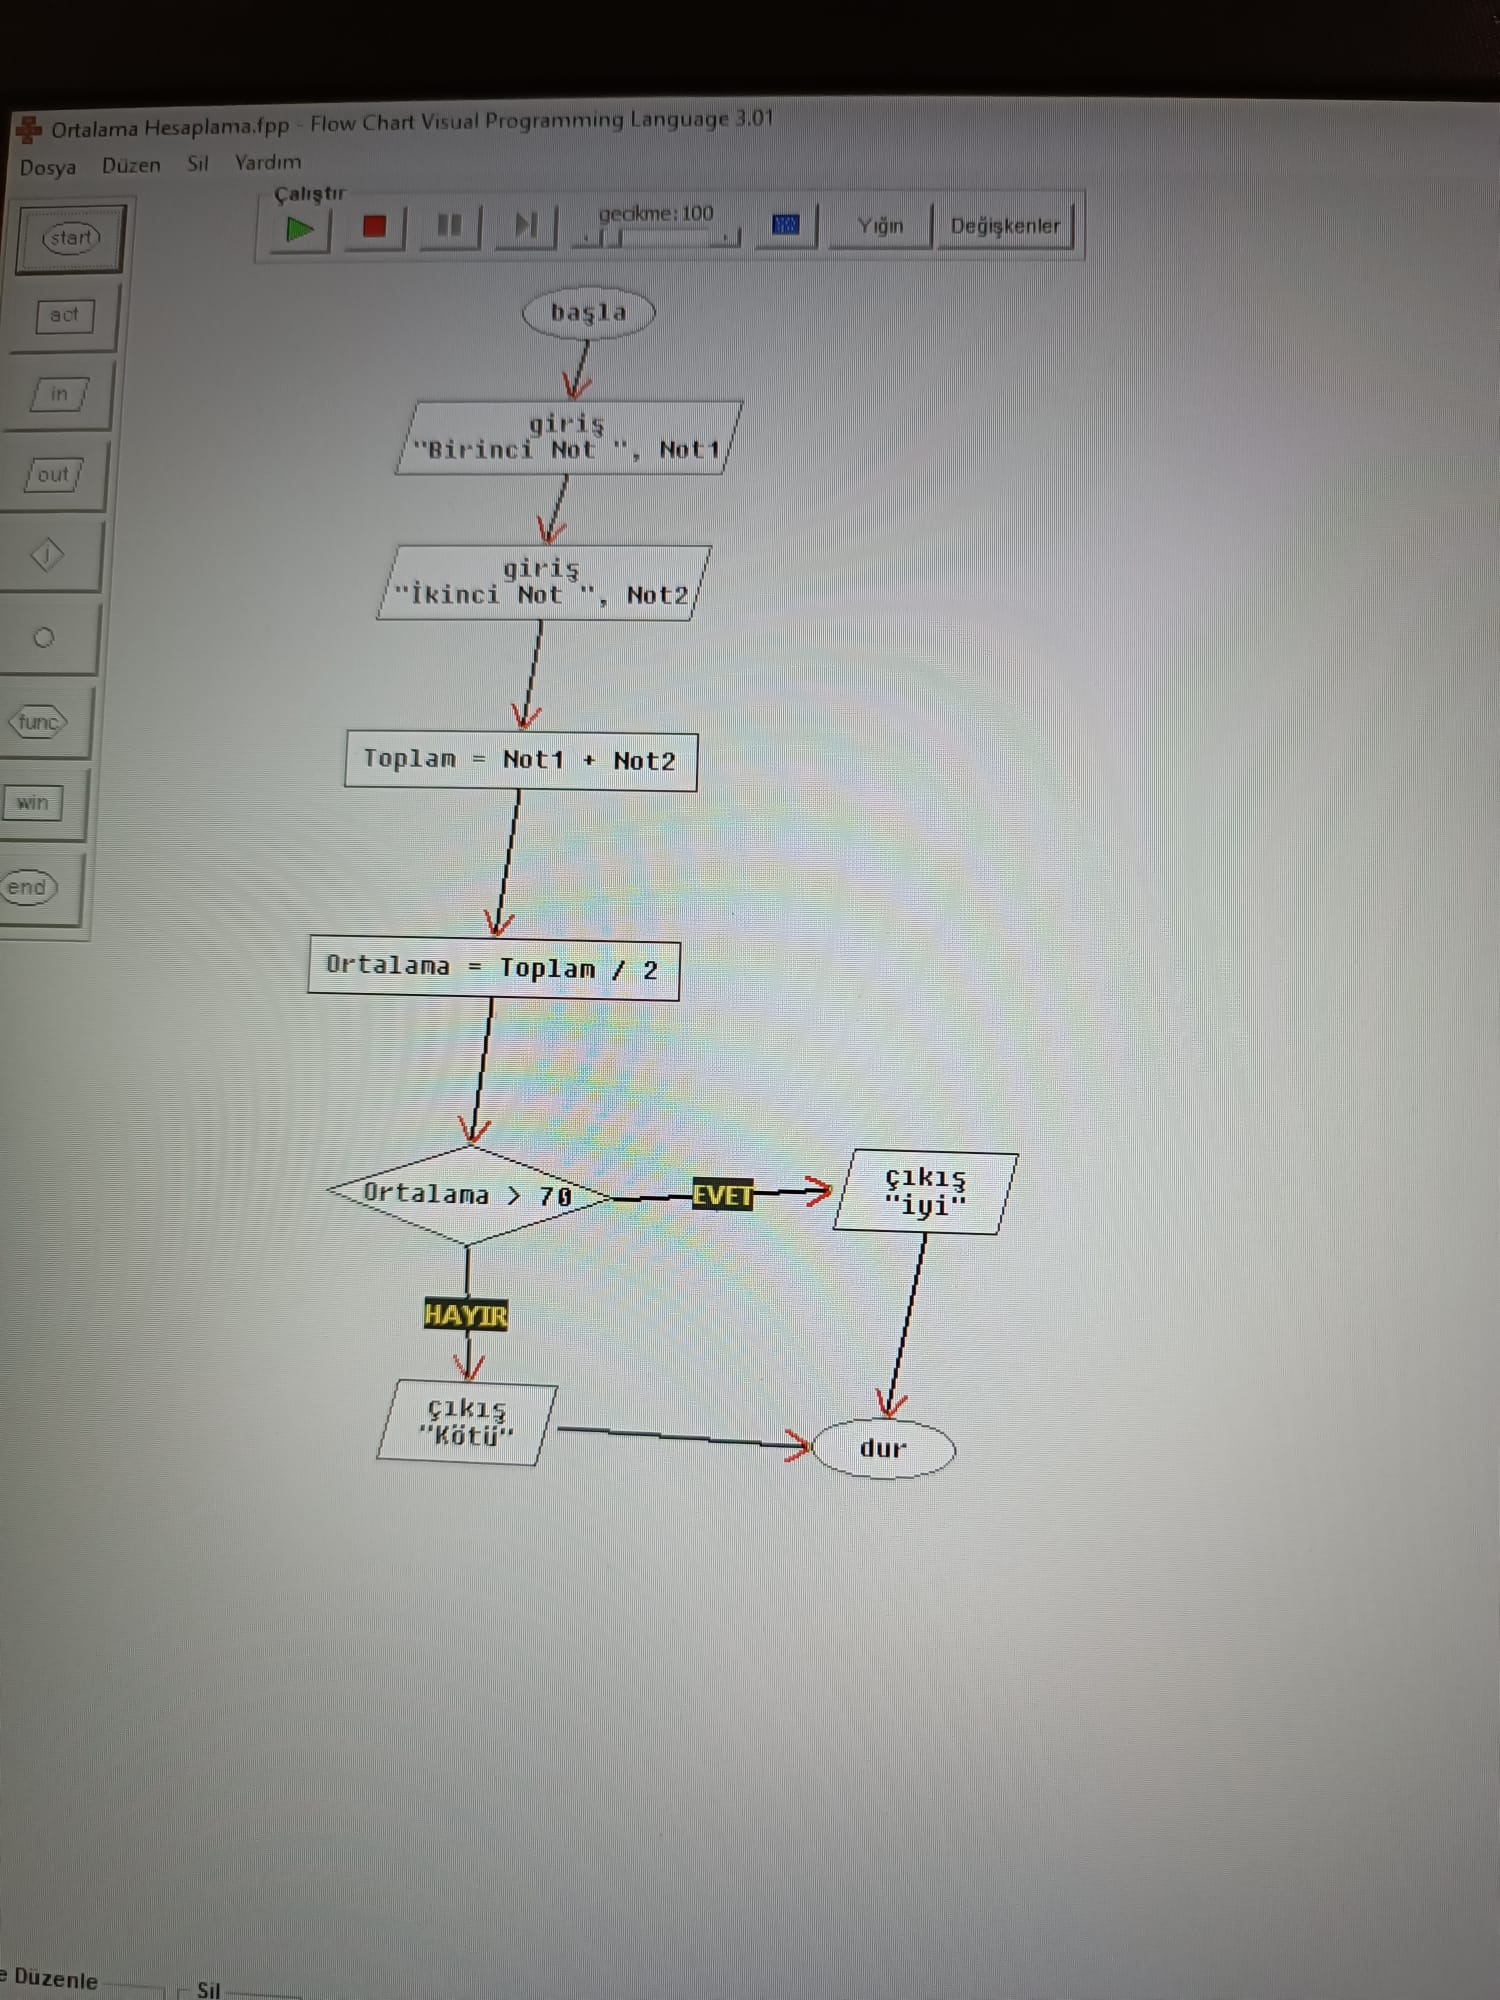 Ortalama Hesaplama.fpp - Flow Chart Visual Programming Language 3.01
Dosya Düzen Sil Yardım
Çalıştır
gecikme:100
Yığın
Değişkenler
start
act
in
out
i
func
win
end
başla
giriş
"Birinci Not ", Not1
giriş
"İkinci Not ", Not2
Toplam = Not1 + Not2
Ortalama = Toplam / 2
Ortalama > 70
EVET
çıkış
"iyi"
HAYIR
çıkış
"Kötü"
dur
e Düzenle
Sil